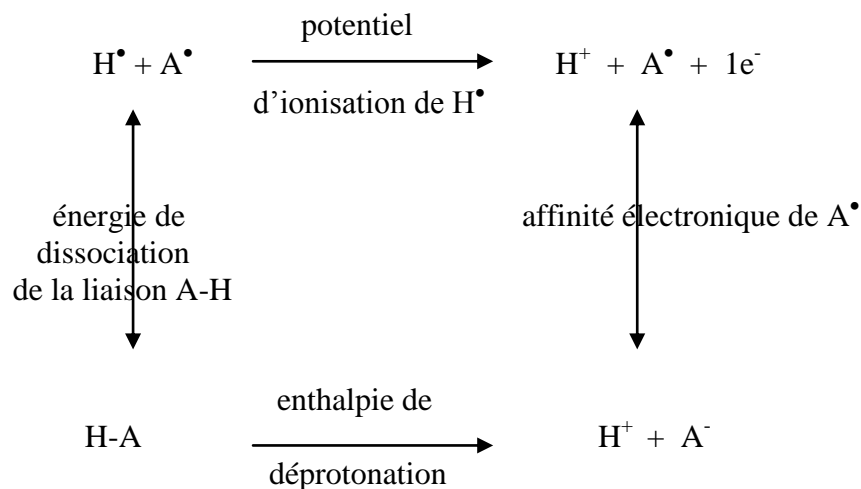 potentiel
H• + A•
H⁺ + A• + 1e⁻
d’ionisation de H•
énergie de
dissociation
de la liaison A-H
affinité électronique de A•
enthalpie de
H-A
H⁺ + A⁻
déprotonation